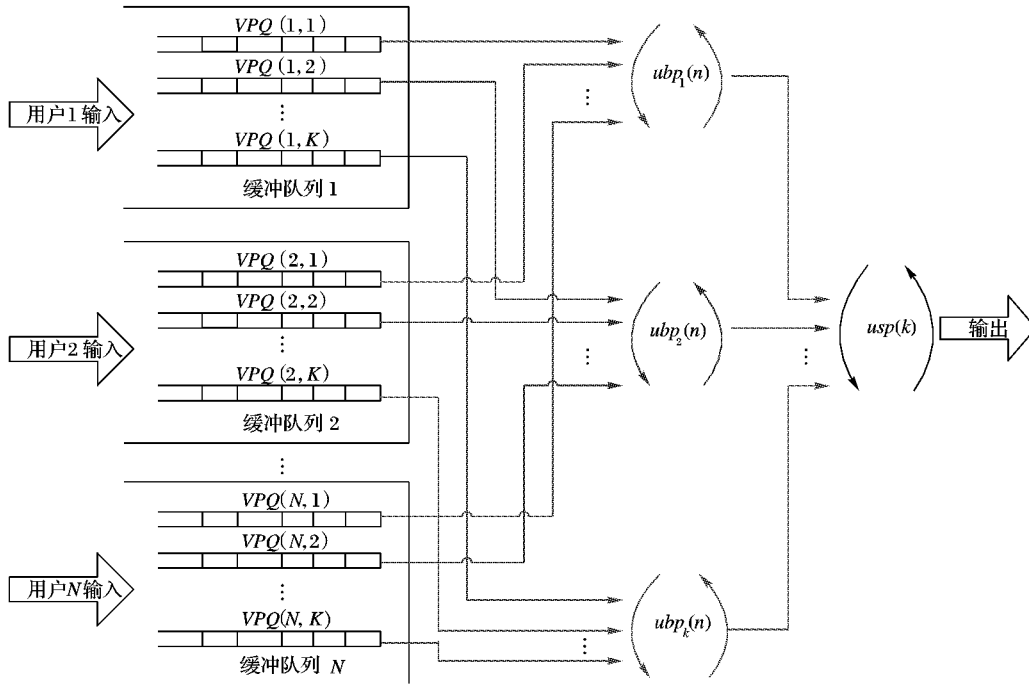 VPQ (1,1)
VPQ (1,2)
⋮
VPQ (1,K)
缓冲队列 1
用户1输入
VPQ (2,1)
VPQ (2,2)
⋮
VPQ (2,K)
缓冲队列 2
用户2输入
⋮
VPQ(N,1)
VPQ(N,2)
⋮
VPQ(N, K)
缓冲队列 N
用户N输入
ubp₁(n)
⋮
ubp₂(n)
⋮
ubpₖ(n)
⋮
usp(k)
⋮
输出